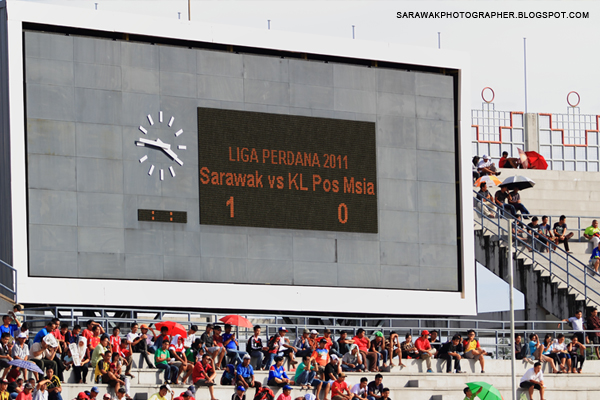 SARAWAKPHOTOGRAPHER.BLOGSPOT.COM
LIGA PERDANA 2011
Sarawak vs KL Pos Msia
1 0